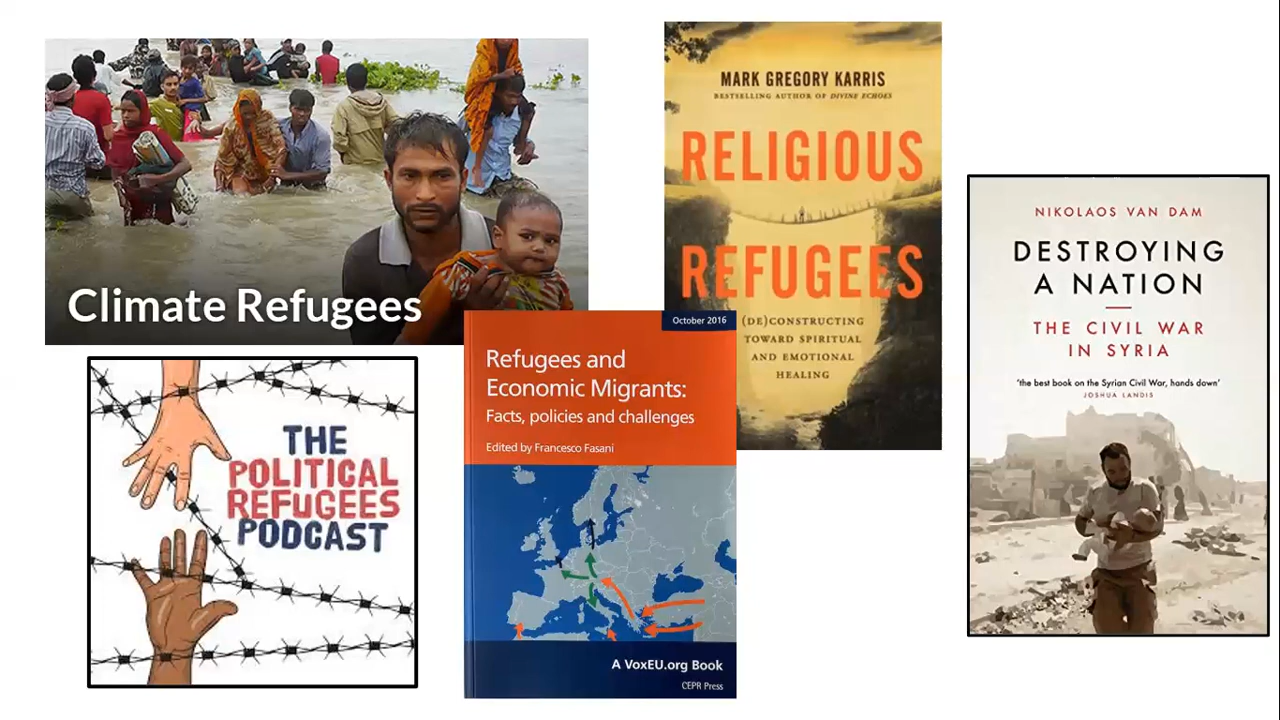 Climate Refugees
THE
POLITICAL
REFUGEES
PODCAST
October 2016
Refugees and
Economic Migrants:
Facts, policies and challenges
Edited by Francesco Fasani
A VoxEU.org Book
CEPR Press
MARK GREGORY KARRIS
BESTSELLING AUTHOR OF DIVINE ECHOES
RELIGIOUS
REFUGEES
(DE)CONSTRUCTING
TOWARD SPIRITUAL
AND EMOTIONAL
HEALING
NIKOLAOS VAN DAM
DESTROYING
A NATION
THE CIVIL WAR
IN SYRIA
'the best book on the Syrian Civil War, hands down'
JOSHUA LANDIS